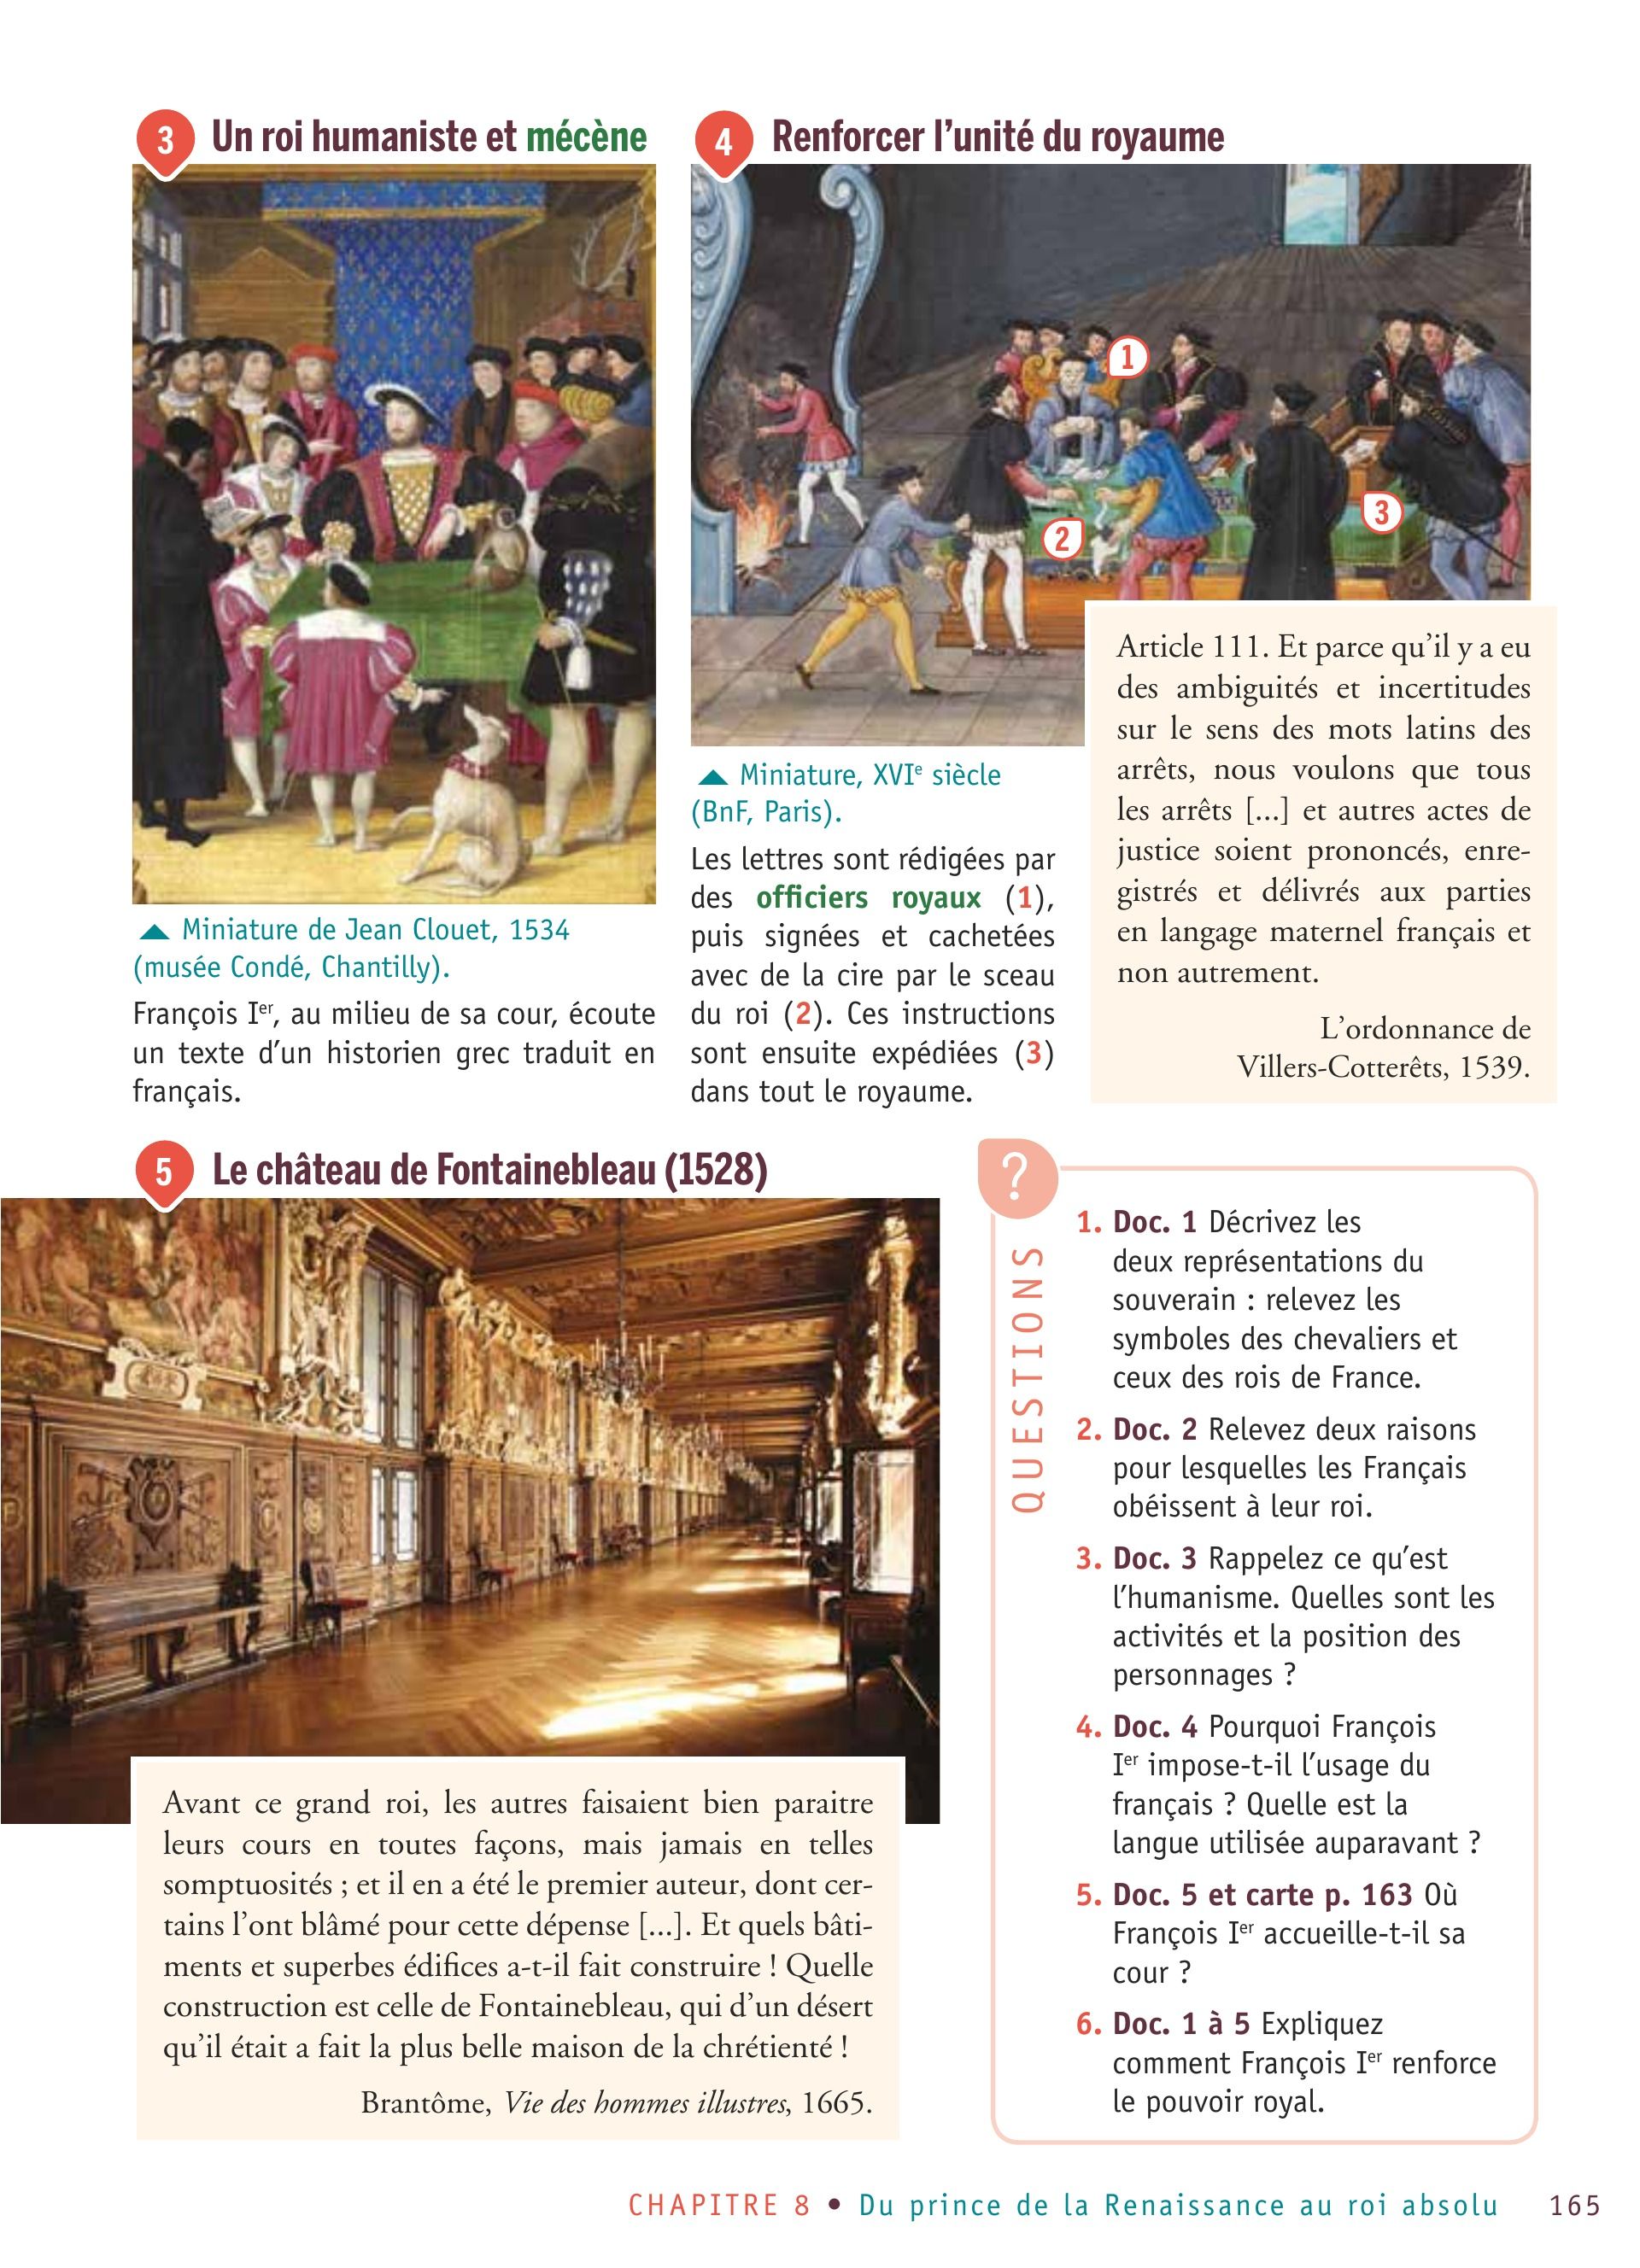 3 Un roi humaniste et mécène
▲ Miniature de Jean Clouet, 1534
(musée Condé, Chantilly).
François Ier, au milieu de sa cour, écoute
un texte d'un historien grec traduit en
français.
4 Renforcer l'unité du royaume
1
2
3
▲ Miniature, XVIe siècle
(BnF, Paris).
Les lettres sont rédigées par
des officiers royaux (1),
puis signées et cachetées
avec de la cire par le sceau
du roi (2). Ces instructions
sont ensuite expédiées (3)
dans tout le royaume.
Article 111. Et parce qu'il y a eu
des ambiguités et incertitudes
sur le sens des mots latins des
arrêts, nous voulons que tous
les arrêts [...] et autres actes de
justice soient prononcés, enre-
gistrés et délivrés aux parties
en langage maternel français et
non autrement.
L'ordonnance de
Villers-Cotterêts, 1539.
5 Le château de Fontainebleau (1528)
Avant ce grand roi, les autres faisaient bien paraitre
leurs cours en toutes façons, mais jamais en telles
somptuosités ; et il en a été le premier auteur, dont cer-
tains l'ont blâmé pour cette dépense [...]. Et quels bâti-
ments et superbes édifices a-t-il fait construire ! Quelle
construction est celle de Fontainebleau, qui d'un désert
qu'il était a fait la plus belle maison de la chrétienté !
Brantôme, Vie des hommes illustres, 1665.
?
QUESTIONS
1. Doc. 1 Décrivez les
deux représentations du
souverain : relevez les
symboles des chevaliers et
ceux des rois de France.
2. Doc. 2 Relevez deux raisons
pour lesquelles les Français
obéissent à leur roi.
3. Doc. 3 Rappelez ce qu'est
l'humanisme. Quelles sont les
activités et la position des
personnages ?
4. Doc. 4 Pourquoi François
Ier impose-t-il l'usage du
français ? Quelle est la
langue utilisée auparavant ?
5. Doc. 5 et carte p. 163 Où
François Ier accueille-t-il sa
cour ?
6. Doc. 1 à 5 Expliquez
comment François Ier renforce
le pouvoir royal.
CHAPITRE 8 • Du prince de la Renaissance au roi absolu 165